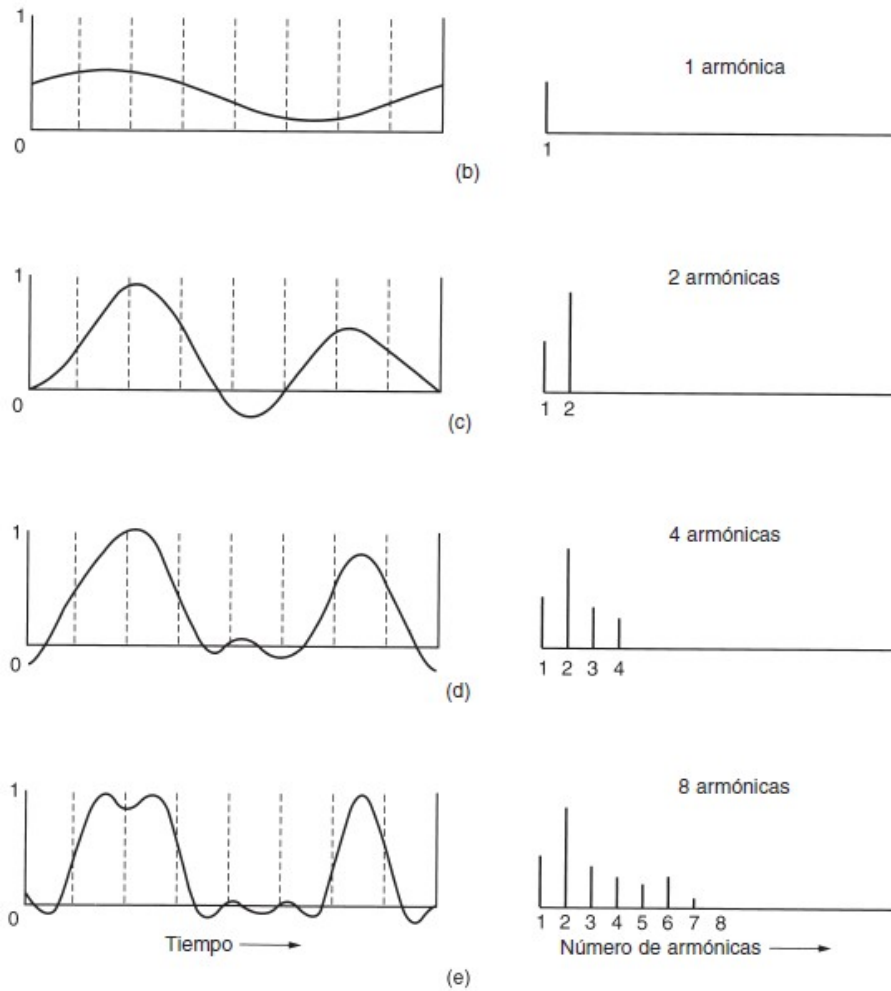 1
1 armónica
0
1
(b)
1
2 armónicas
0
1 2
(c)
1
4 armónicas
0
1 2 3 4
(d)
1
8 armónicas
0
1 2 3 4 5 6 7 8
Tiempo
Número de armónicas
(e)